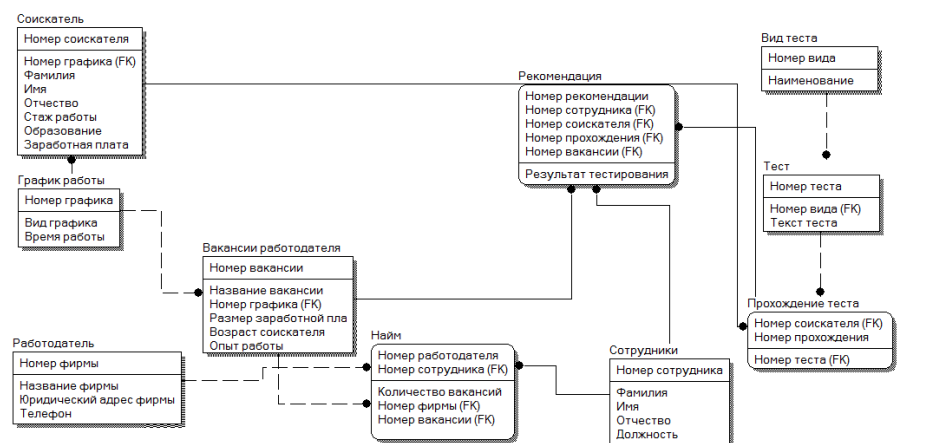 Соискатель
Номер соискателя
Номер графика (FK)
Фамилия
Имя
Отчество
Стаж работы
Образование
Заработная плата
График работы
Номер графика
Вид графика
Время работы
Вакансии работодателя
Номер вакансии
Название вакансии
Номер графика (FK)
Размер заработной пла
Возраст соискателя
Опыт работы
Работодатель
Номер фирмы
Название фирмы
Юридический адрес фирмы
Телефон
Найм
Номер работодателя
Номер сотрудника (FK)
Количество вакансий
Номер фирмы (FK)
Номер вакансии (FK)
Рекомендация
Номер рекомендации
Номер сотрудника (FK)
Номер соискателя (FK)
Номер прохождения (FK)
Номер вакансии (FK)
Результат тестирования
Сотрудники
Номер сотрудника
Фамилия
Имя
Отчество
Должность
Вид теста
Номер вида
Наименование
Тест
Номер теста
Номер вида (FK)
Текст теста
Прохождение теста
Номер соискателя (FK)
Номер прохождения
Номер теста (FK)